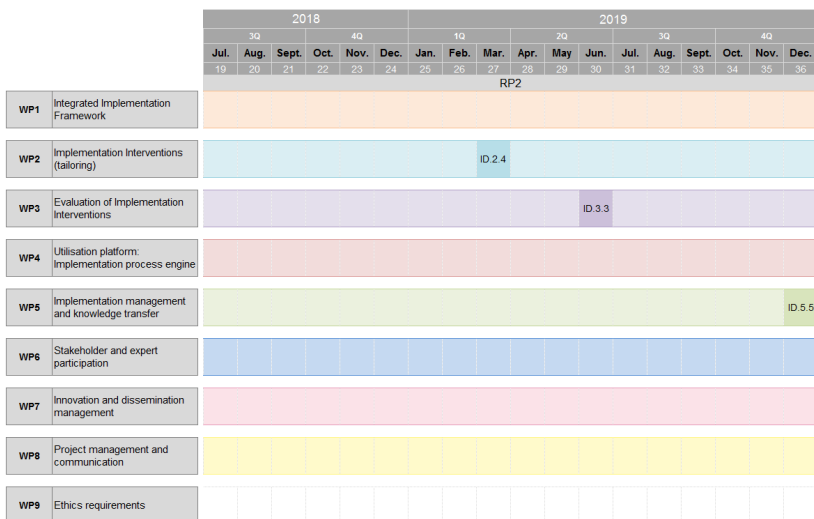 2018 2019
3Q 4Q 1Q 2Q 3Q 4Q
Jul. Aug. Sept. Oct. Nov. Dec. Jan. Feb. Mar. Apr. May Jun. Jul. Aug. Sept. Oct. Nov. Dec.
19 20 21 22 23 24 25 26 27 28 29 30 31 32 33 34 35 36
RP2
WP1 Integrated Implementation
Framework
WP2 Implementation Interventions
(tailoring)
ID.2.4
WP3 Evaluation of Implementation
Interventions
ID.3.3
WP4 Utilisation platform:
Implementation process engine
WP5 Implementation management
and knowledge transfer
ID.5.5
WP6 Stakeholder and expert
participation
WP7 Innovation and dissemination
management
WP8 Project management and
communication
WP9 Ethics requirements